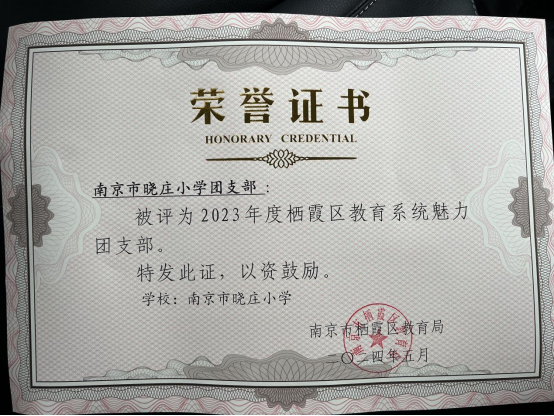 荣誉证书
HONORARY CREDENTIAL
南京市晓庄小学团支部：
被评为2023年度栖霞区教育系统魅力
团支部。
特发此证，以资鼓励。
学校：南京市晓庄小学
南京市栖霞区教育局
二〇二四年五月